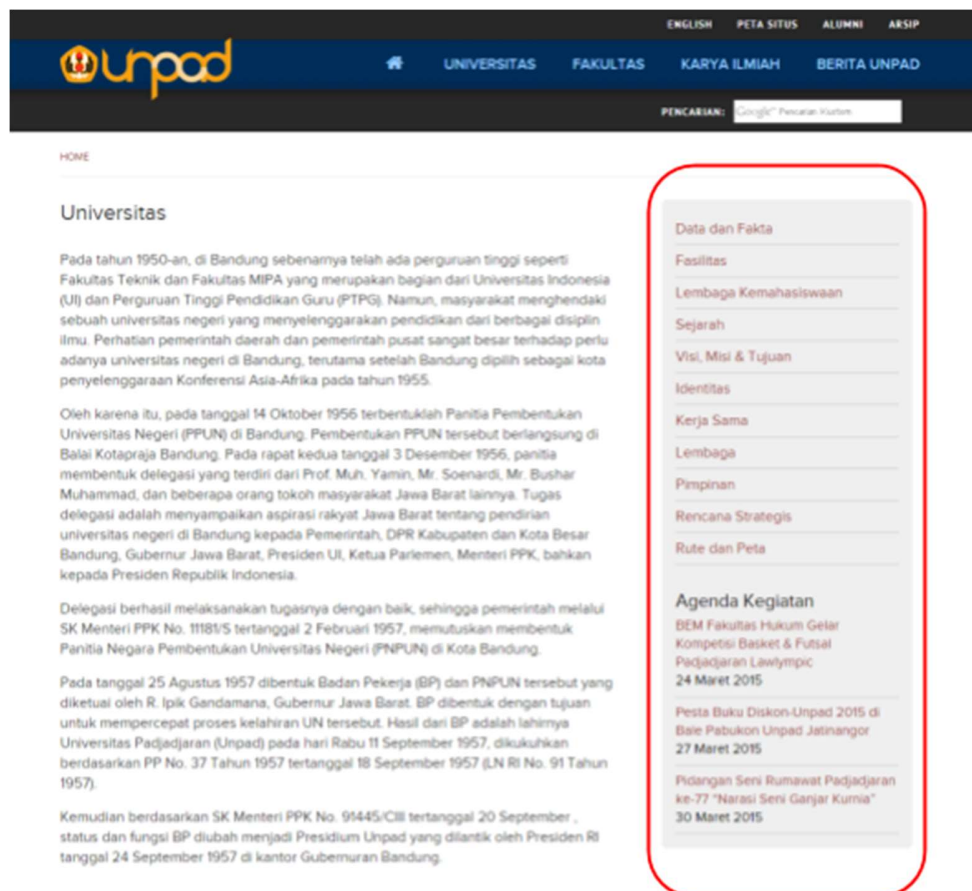 ENGLISH PETA SITUS ALUMNI ARSIP
unpad
UNIVERSITAS FAKULTAS KARYA ILMIAH BERITA UNPAD
PENCARIAN: Google™ Pencarian Kustom
HOME
Universitas
Pada tahun 1950-an, di Bandung sebenarnya telah ada perguruan tinggi seperti
Fakultas Teknik dan Fakultas MIPA yang merupakan bagian dari Universitas Indonesia
(UI) dan Perguruan Tinggi Pendidikan Guru (PTPG). Namun, masyarakat menghendaki
sebuah universitas negeri yang menyelenggarakan pendidikan dari berbagai disiplin
ilmu. Perhatian pemerintah daerah dan pemerintah pusat sangat besar terhadap perlu
adanya universitas negeri di Bandung, terutama setelah Bandung dipilih sebagai kota
penyelenggaraan Konferensi Asia-Afrika pada tahun 1955.
Oleh karena itu, pada tanggal 14 Oktober 1956 terbentuklah Panitia Pembentukan
Universitas Negeri (PPUN) di Bandung. Pembentukan PPUN tersebut berlangsung di
Balai Kotapraja Bandung. Pada rapat kedua tanggal 3 Desember 1956, panitia
membentuk delegasi yang terdiri dari Prof. Muh. Yamin, Mr. Soenardi, Mr. Bushar
Muhammad, dan beberapa orang tokoh masyarakat Jawa Barat lainnya. Tugas
delegasi adalah menyampaikan aspirasi rakyat Jawa Barat tentang pendirian
universitas negeri di Bandung kepada Pemerintah, DPR Kabupaten dan Kota Besar
Bandung, Gubernur Jawa Barat, Presiden UI, Ketua Parlemen, Menteri PPK, bahkan
kepada Presiden Republik Indonesia.
Delegasi berhasil melaksanakan tugasnya dengan baik, sehingga pemerintah melalui
SK Menteri PPK No. 11181/S tertanggal 2 Februari 1957, memutuskan membentuk
Panitia Negara Pembentukan Universitas Negeri (PNPUN) di Kota Bandung.
Pada tanggal 25 Agustus 1957 dibentuk Badan Pekerja (BP) dan PNPUN tersebut yang
diketuai oleh R. Ipik Gandamana, Gubernur Jawa Barat. BP dibentuk dengan tujuan
untuk mempercepat proses kelahiran UN tersebut. Hasil dari BP adalah lahirnya
Universitas Padjadjaran (Unpad) pada hari Rabu 11 September 1957, dikukuhkan
berdasarkan PP No. 37 Tahun 1957 tertanggal 18 September 1957 (LN RI No. 91 Tahun
1957).
Kemudian berdasarkan SK Menteri PPK No. 91445/CIII tertanggal 20 September ,
status dan fungsi BP diubah menjadi Presidium Unpad yang dilantik oleh Presiden RI
tanggal 24 September 1957 di kantor Gubernuran Bandung.
Data dan Fakta
Fasilitas
Lembaga Kemahasiswaan
Sejarah
Visi, Misi & Tujuan
Identitas
Kerja Sama
Lembaga
Pimpinan
Rencana Strategis
Rute dan Peta
Agenda Kegiatan
BEM Fakultas Hukum Gelar
Kompetisi Basket & Futsal
Padjadjaran Lawlympic
24 Maret 2015
Pesta Buku Diskon-Unpad 2015 di
Bale Pabukon Unpad Jatinangor
27 Maret 2015
Pidangan Seni Rumawat Padjadjaran
ke-77 "Narasi Seni Ganjar Kurnia"
30 Maret 2015